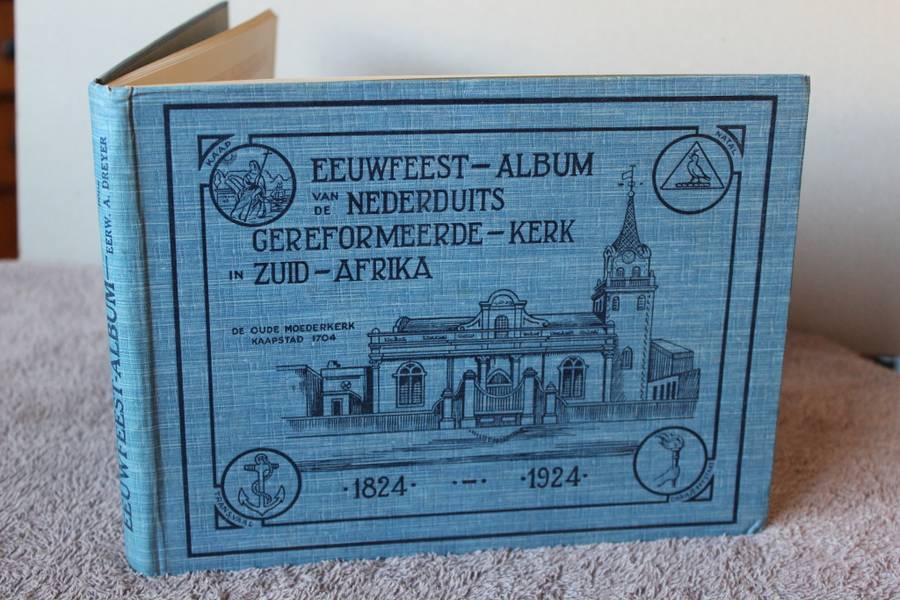 KAAP
NATAL
EEUWFEEST–ALBUM
VAN DE NEDERDUITS
GEREFORMEERDE–KERK
IN ZUID–AFRIKA
DE OUDE MOEDERKERK
KAAPSTAD 1704
TRANSVAAL
·1824· –·– ·1924·
EEUWFEEST-ALBUM— EERW. A. DREYER